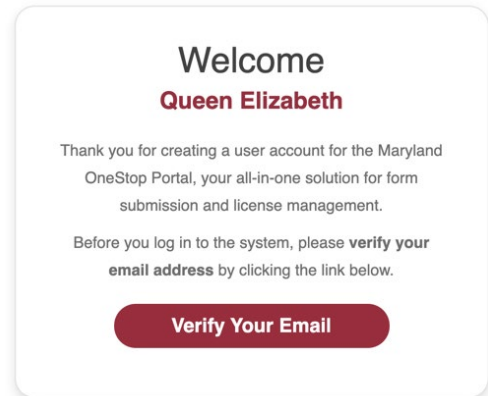 Welcome
Queen Elizabeth
Thank you for creating a user account for the Maryland
OneStop Portal, your all-in-one solution for form
submission and license management.
Before you log in to the system, please verify your
email address by clicking the link below.
Verify Your Email